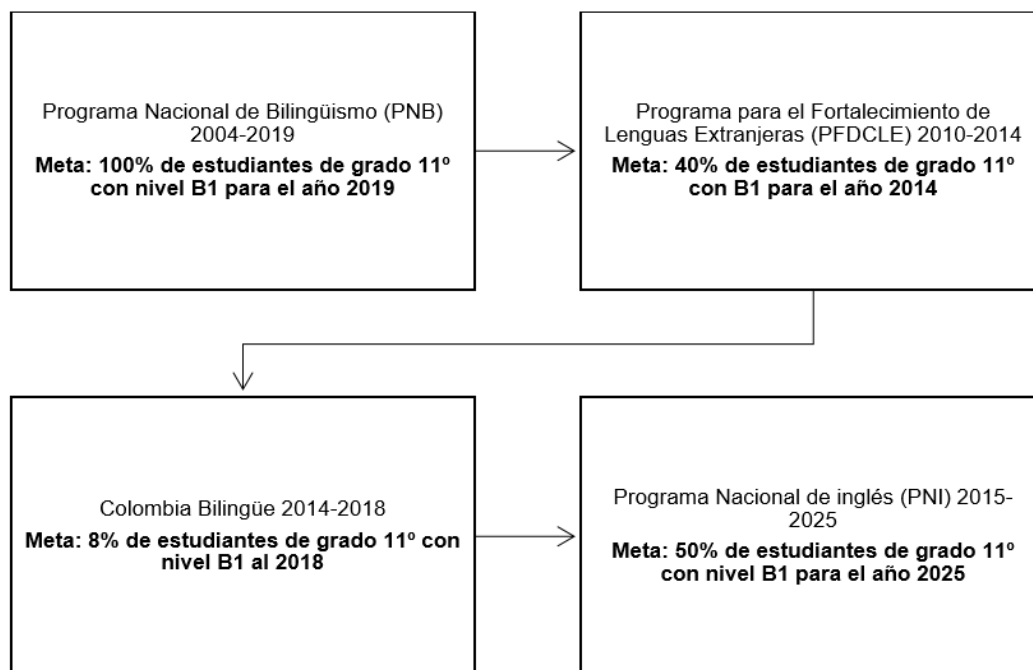 Programa Nacional de Bilingüismo (PNB)
2004-2019
Meta: 100% de estudiantes de grado 11º
con nivel B1 para el año 2019
Programa para el Fortalecimiento de
Lenguas Extranjeras (PFDCLE) 2010-2014
Meta: 40% de estudiantes de grado 11º
con B1 para el año 2014
Colombia Bilingüe 2014-2018
Meta: 8% de estudiantes de grado 11º con
nivel B1 al 2018
Programa Nacional de inglés (PNI) 2015-
2025
Meta: 50% de estudiantes de grado 11º
con nivel B1 para el año 2025